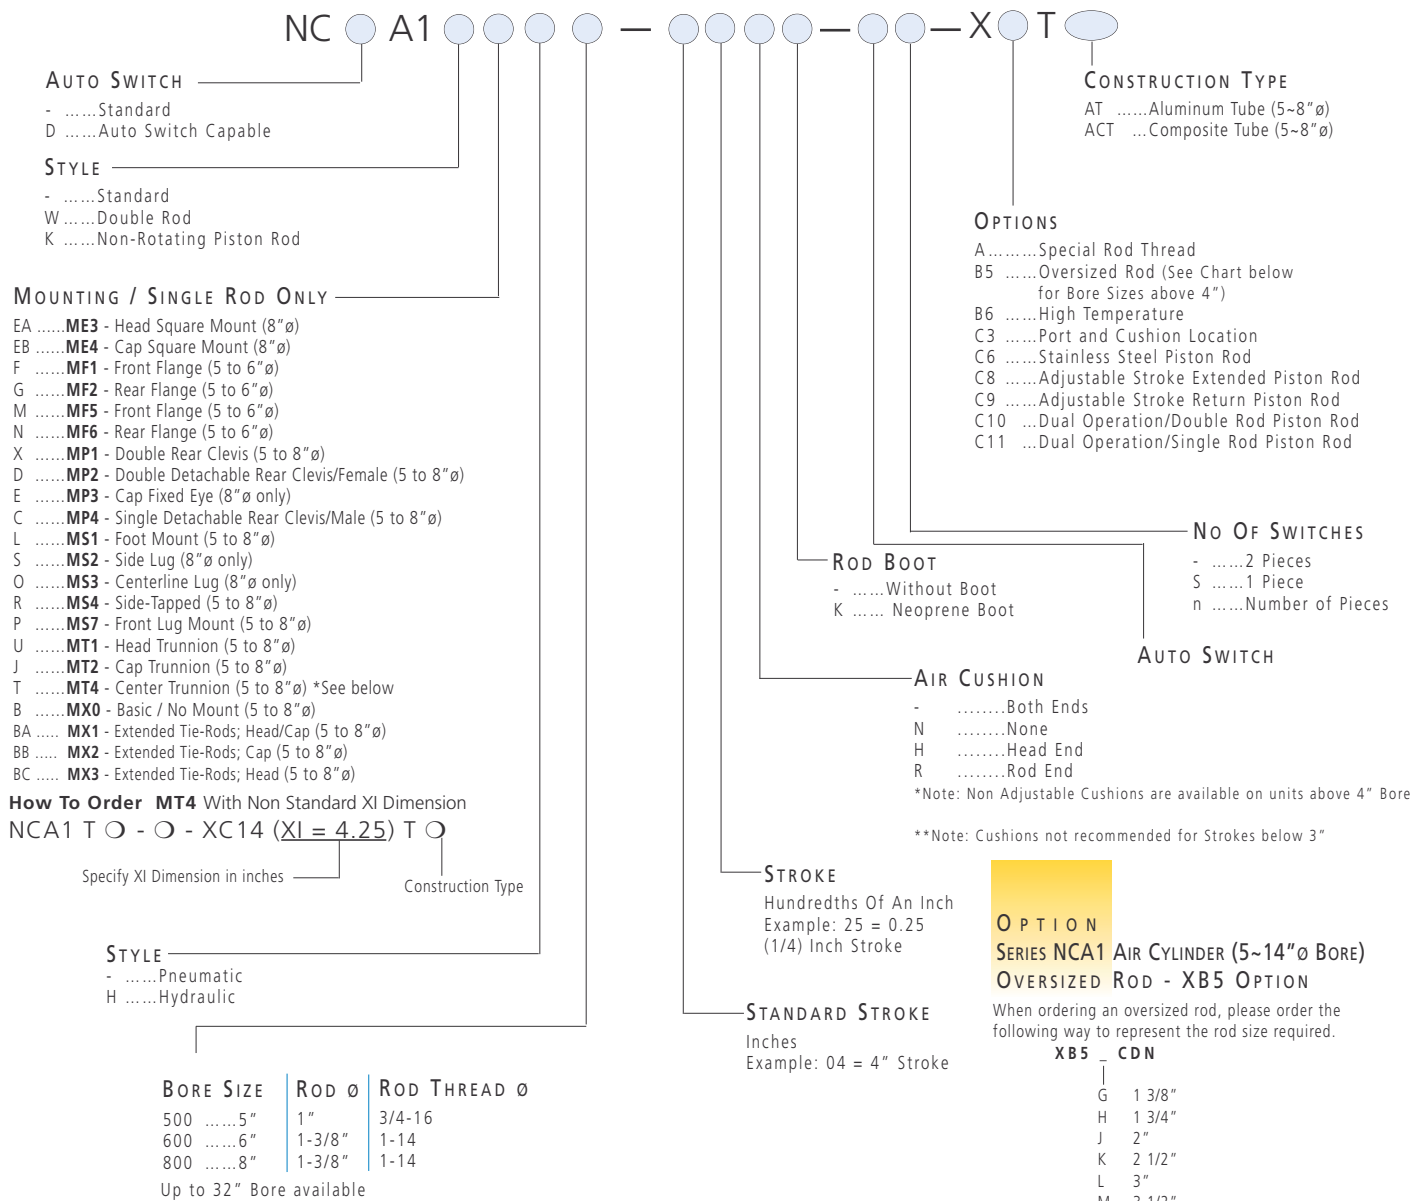 NC A1 — — — X T
AUTO SWITCH
- ......Standard
D ......Auto Switch Capable
STYLE
- ......Standard
W ......Double Rod
K ......Non-Rotating Piston Rod
MOUNTING / SINGLE ROD ONLY
EA ......ME3 - Head Square Mount (8"ø)
EB ......ME4 - Cap Square Mount (8"ø)
F ......MF1 - Front Flange (5 to 6"ø)
G ......MF2 - Rear Flange (5 to 6"ø)
M ......MF5 - Front Flange (5 to 6"ø)
N ......MF6 - Rear Flange (5 to 6"ø)
X ......MP1 - Double Rear Clevis (5 to 8"ø)
D ......MP2 - Double Detachable Rear Clevis/Female (5 to 8"ø)
E ......MP3 - Cap Fixed Eye (8"ø only)
C ......MP4 - Single Detachable Rear Clevis/Male (5 to 8"ø)
L ......MS1 - Foot Mount (5 to 8"ø)
S ......MS2 - Side Lug (8"ø only)
O ......MS3 - Centerline Lug (8"ø only)
R ......MS4 - Side-Tapped (5 to 8"ø)
P ......MS7 - Front Lug Mount (5 to 8"ø)
U ......MT1 - Head Trunnion (5 to 8"ø)
J ......MT2 - Cap Trunnion (5 to 8"ø)
T ......MT4 - Center Trunnion (5 to 8"ø) *See below
B ......MX0 - Basic / No Mount (5 to 8"ø)
BA ..... MX1 - Extended Tie-Rods; Head/Cap (5 to 8"ø)
BB ..... MX2 - Extended Tie-Rods; Cap (5 to 8"ø)
BC ..... MX3 - Extended Tie-Rods; Head (5 to 8"ø)
How To Order MT4 With Non Standard XI Dimension
NCA1 T ❍ - ❍ - XC14 (XI = 4.25) T ❍
Specify XI Dimension in inches
Construction Type
STYLE
- ......Pneumatic
H ......Hydraulic
BORE SIZE ROD Ø ROD THREAD Ø
500 ......5" 1" 3/4-16
600 ......6" 1-3/8" 1-14
800 ......8" 1-3/8" 1-14
Up to 32" Bore available
CONSTRUCTION TYPE
AT ......Aluminum Tube (5~8"ø)
ACT ...Composite Tube (5~8"ø)
OPTIONS
A.........Special Rod Thread
B5 ......Oversized Rod (See Chart below
for Bore Sizes above 4")
B6 ......High Temperature
C3 ......Port and Cushion Location
C6 ......Stainless Steel Piston Rod
C8 ......Adjustable Stroke Extended Piston Rod
C9 ......Adjustable Stroke Return Piston Rod
C10 ...Dual Operation/Double Rod Piston Rod
C11 ...Dual Operation/Single Rod Piston Rod
NO OF SWITCHES
- ......2 Pieces
S ......1 Piece
n ......Number of Pieces
AUTO SWITCH
ROD BOOT
- ......Without Boot
K ...... Neoprene Boot
AIR CUSHION
- ........Both Ends
N ........None
H ........Head End
R ........Rod End
*Note: Non Adjustable Cushions are available on units above 4" Bore
**Note: Cushions not recommended for Strokes below 3"
STROKE
Hundredths Of An Inch
Example: 25 = 0.25
(1/4) Inch Stroke
STANDARD STROKE
Inches
Example: 04 = 4" Stroke
OPTION
SERIES NCA1 AIR CYLINDER (5~14"Ø BORE)
OVERSIZED ROD - XB5 OPTION
When ordering an oversized rod, please order the
following way to represent the rod size required.
XB5 _ CDN
G 1 3/8"
H 1 3/4"
J 2"
K 2 1/2"
L 3"